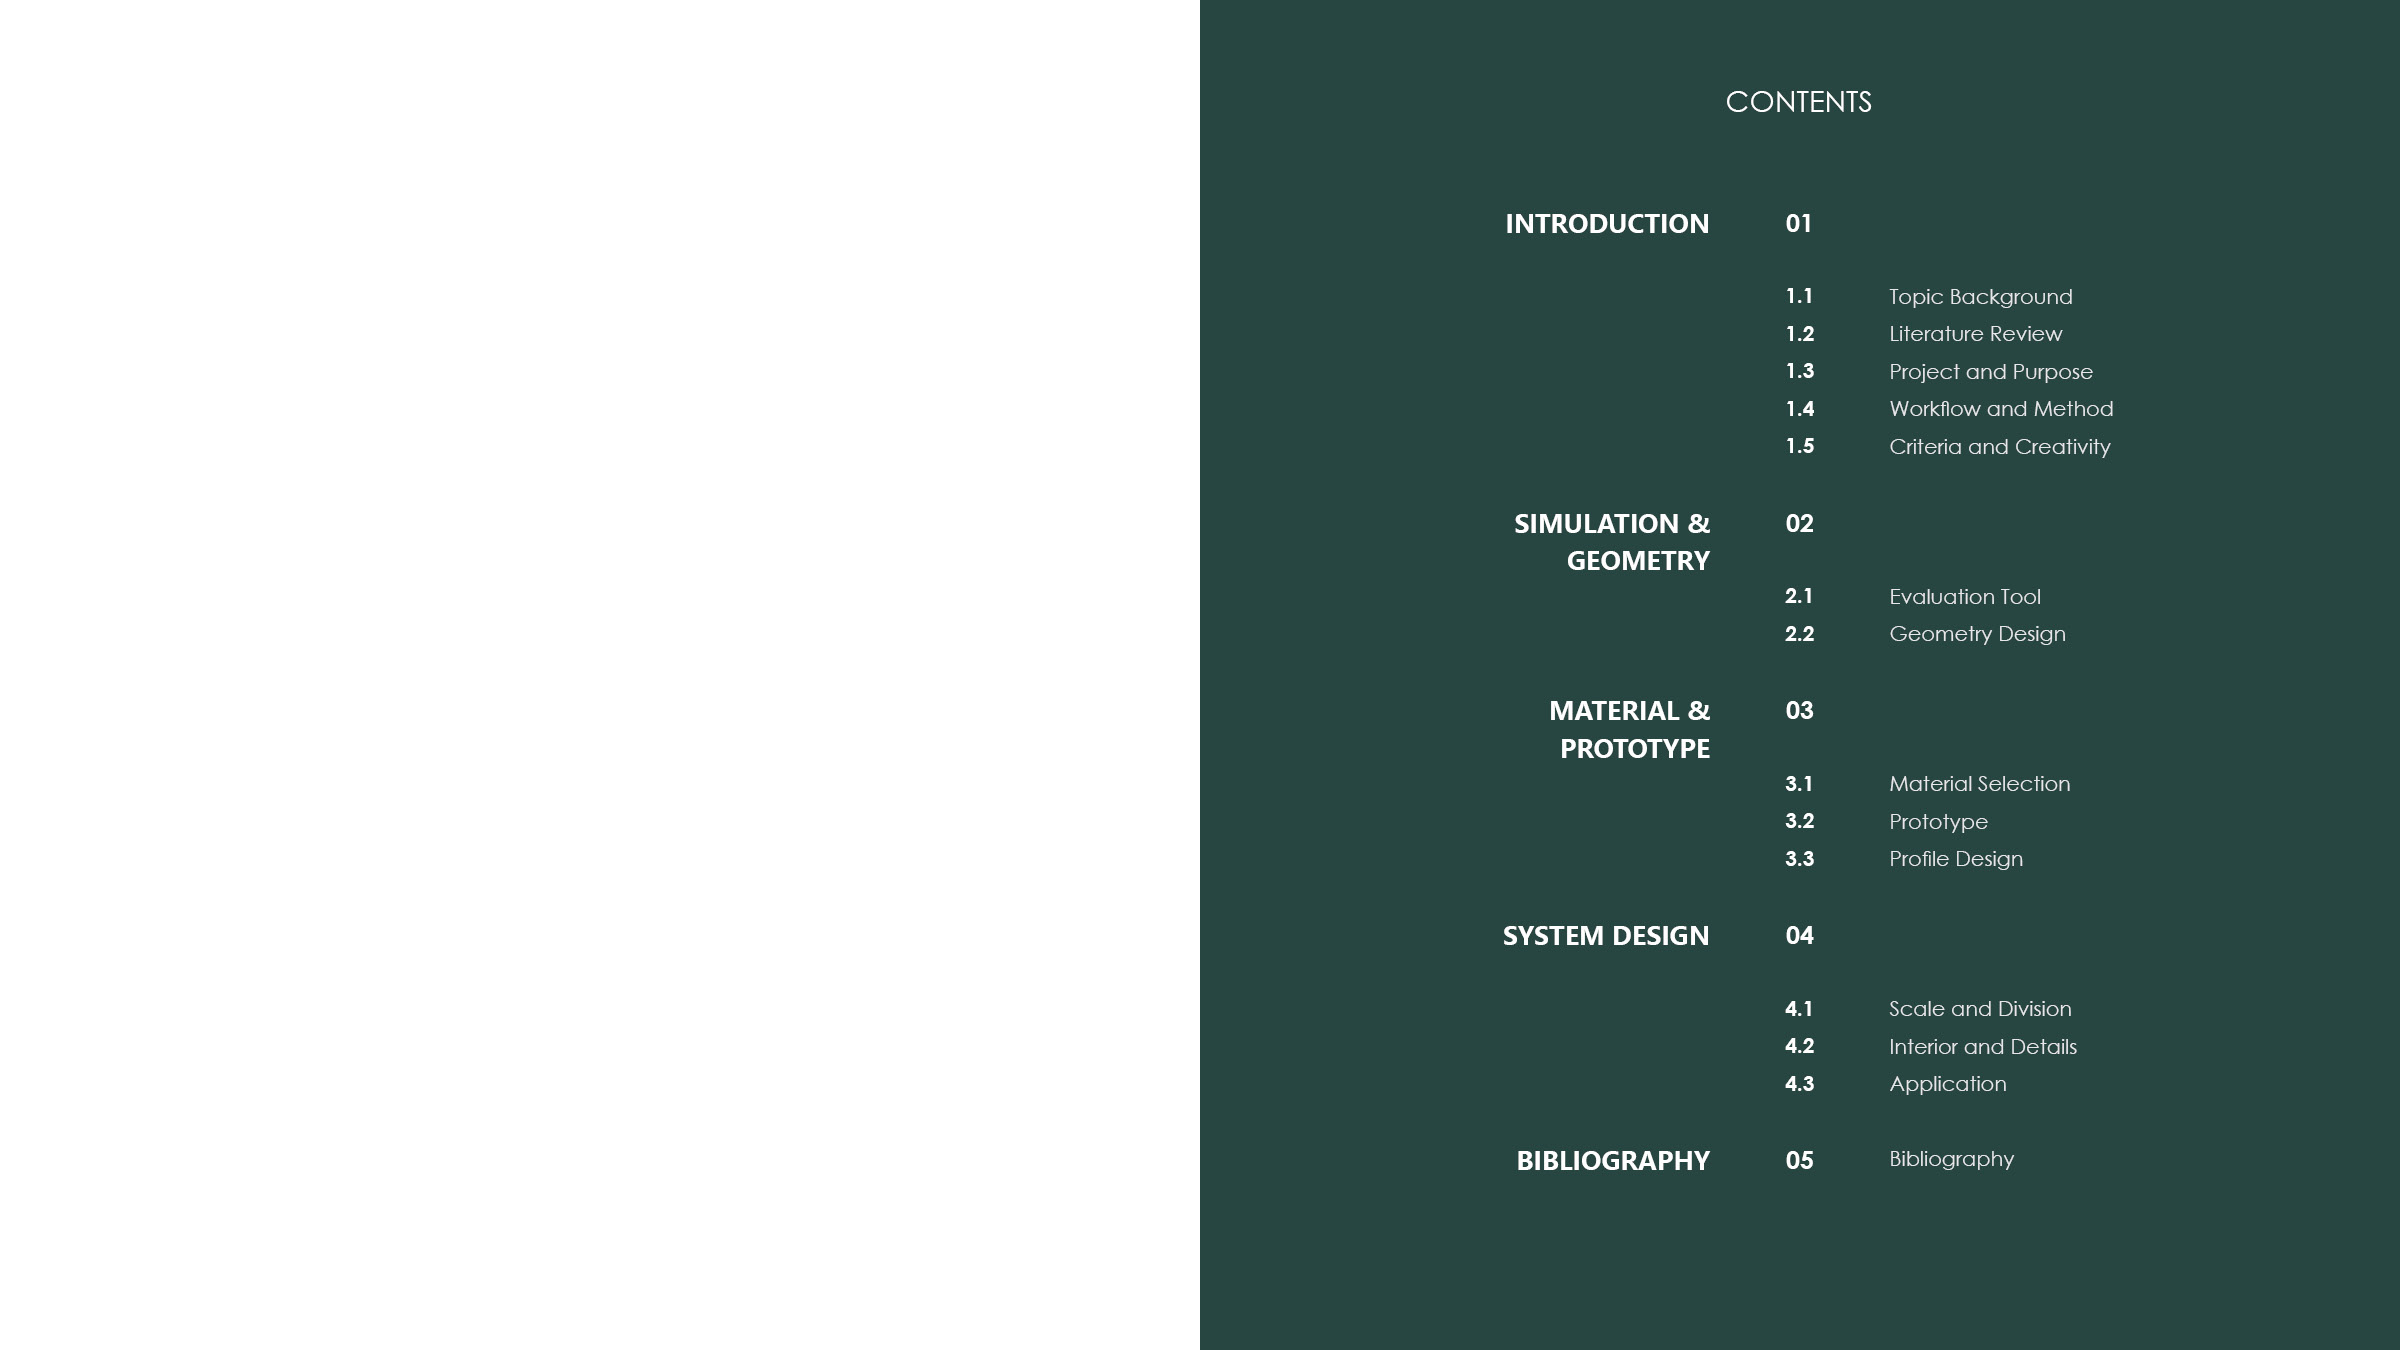 CONTENTS
INTRODUCTION 01
1.1 Topic Background
1.2 Literature Review
1.3 Project and Purpose
1.4 Workflow and Method
1.5 Criteria and Creativity
SIMULATION & 02
GEOMETRY
2.1 Evaluation Tool
2.2 Geometry Design
MATERIAL & 03
PROTOTYPE
3.1 Material Selection
3.2 Prototype
3.3 Profile Design
SYSTEM DESIGN 04
4.1 Scale and Division
4.2 Interior and Details
4.3 Application
BIBLIOGRAPHY 05 Bibliography